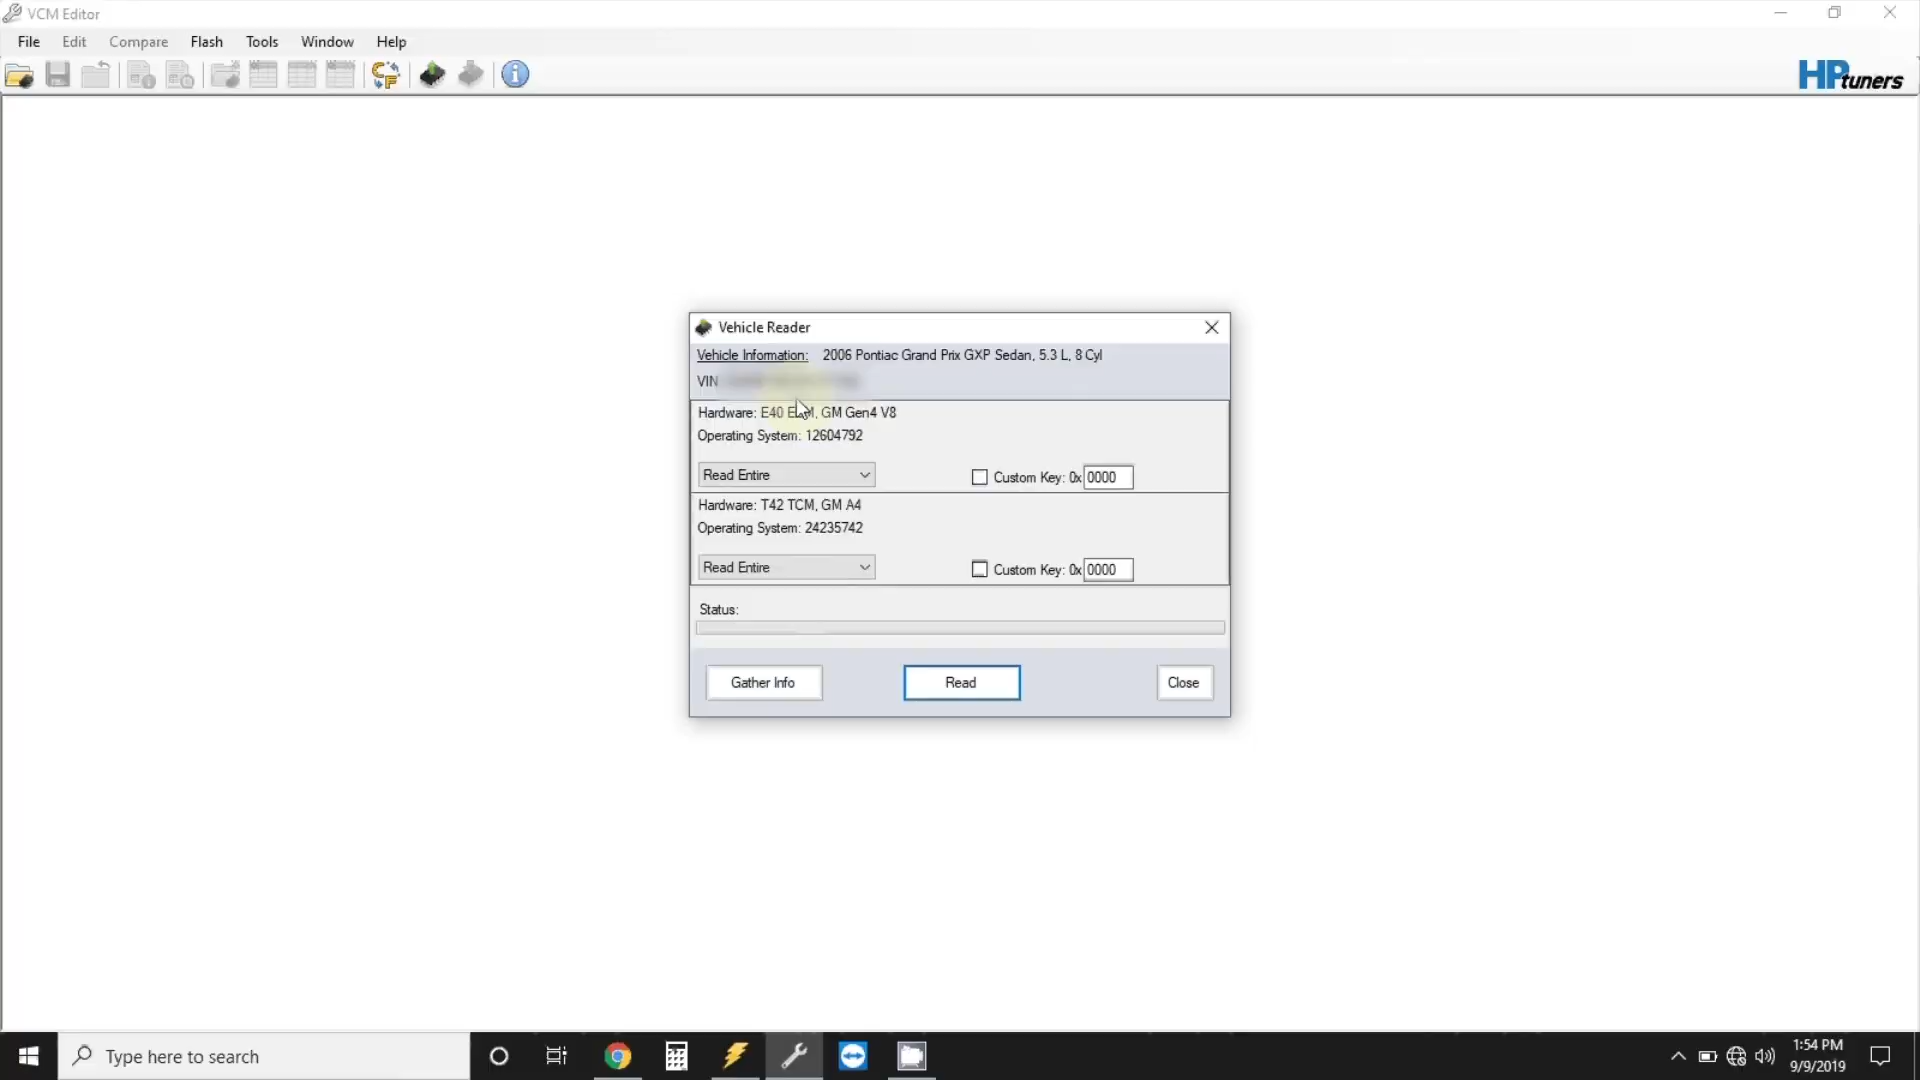 VCM Editor
File Edit Compare Flash Tools Window Help
HPtuners
Vehicle Reader
Vehicle Information: 2006 Pontiac Grand Prix GXP Sedan, 5.3 L, 8 Cyl
VIN
Hardware: E40 ECM, GM Gen4 V8
Operating System: 12604792
Read Entire
Custom Key: 0x 0000
Hardware: T42 TCM, GM A4
Operating System: 24235742
Read Entire
Custom Key: 0x 0000
Status:
Gather Info
Read
Close
Type here to search
1:54 PM
9/9/2019